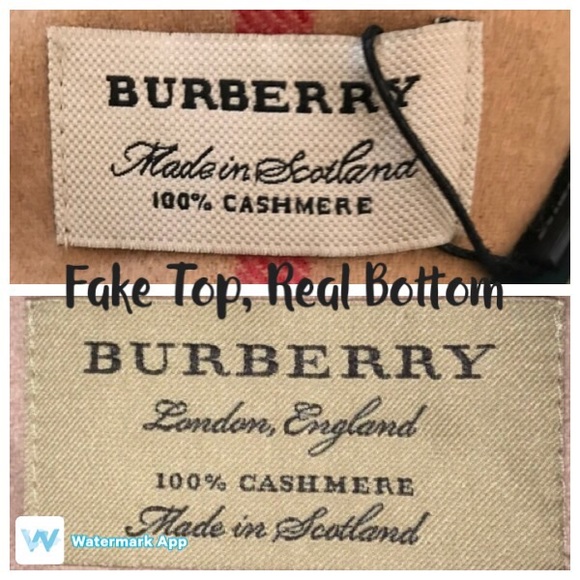 BURBERRY
Made in Scotland
100% CASHMERE
Fake Top, Real Bottom
BURBERRY
London, England
100% CASHMERE
Made in Scotland
W Watermark App